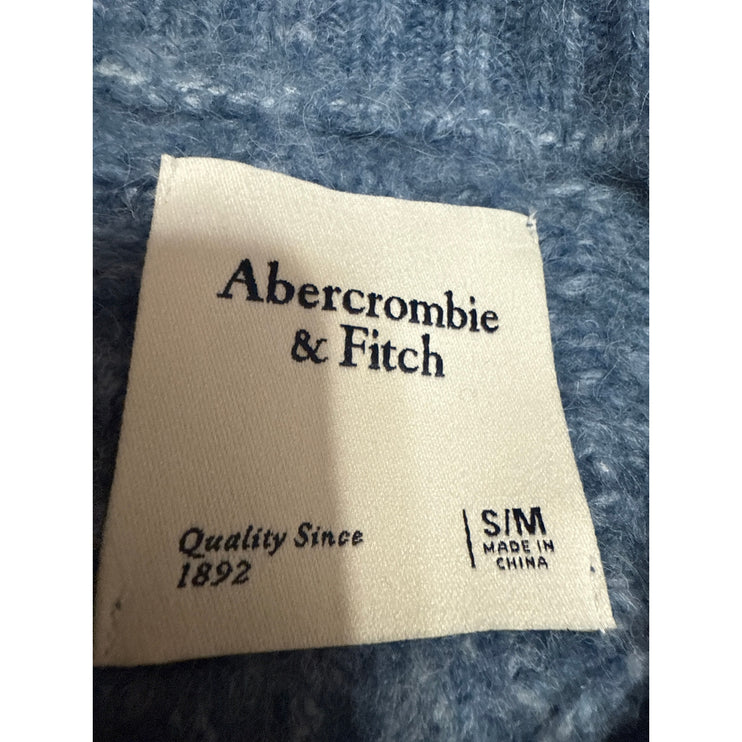 Abercrombie
& Fitch
Quality Since
1892
S/M
MADE IN
CHINA